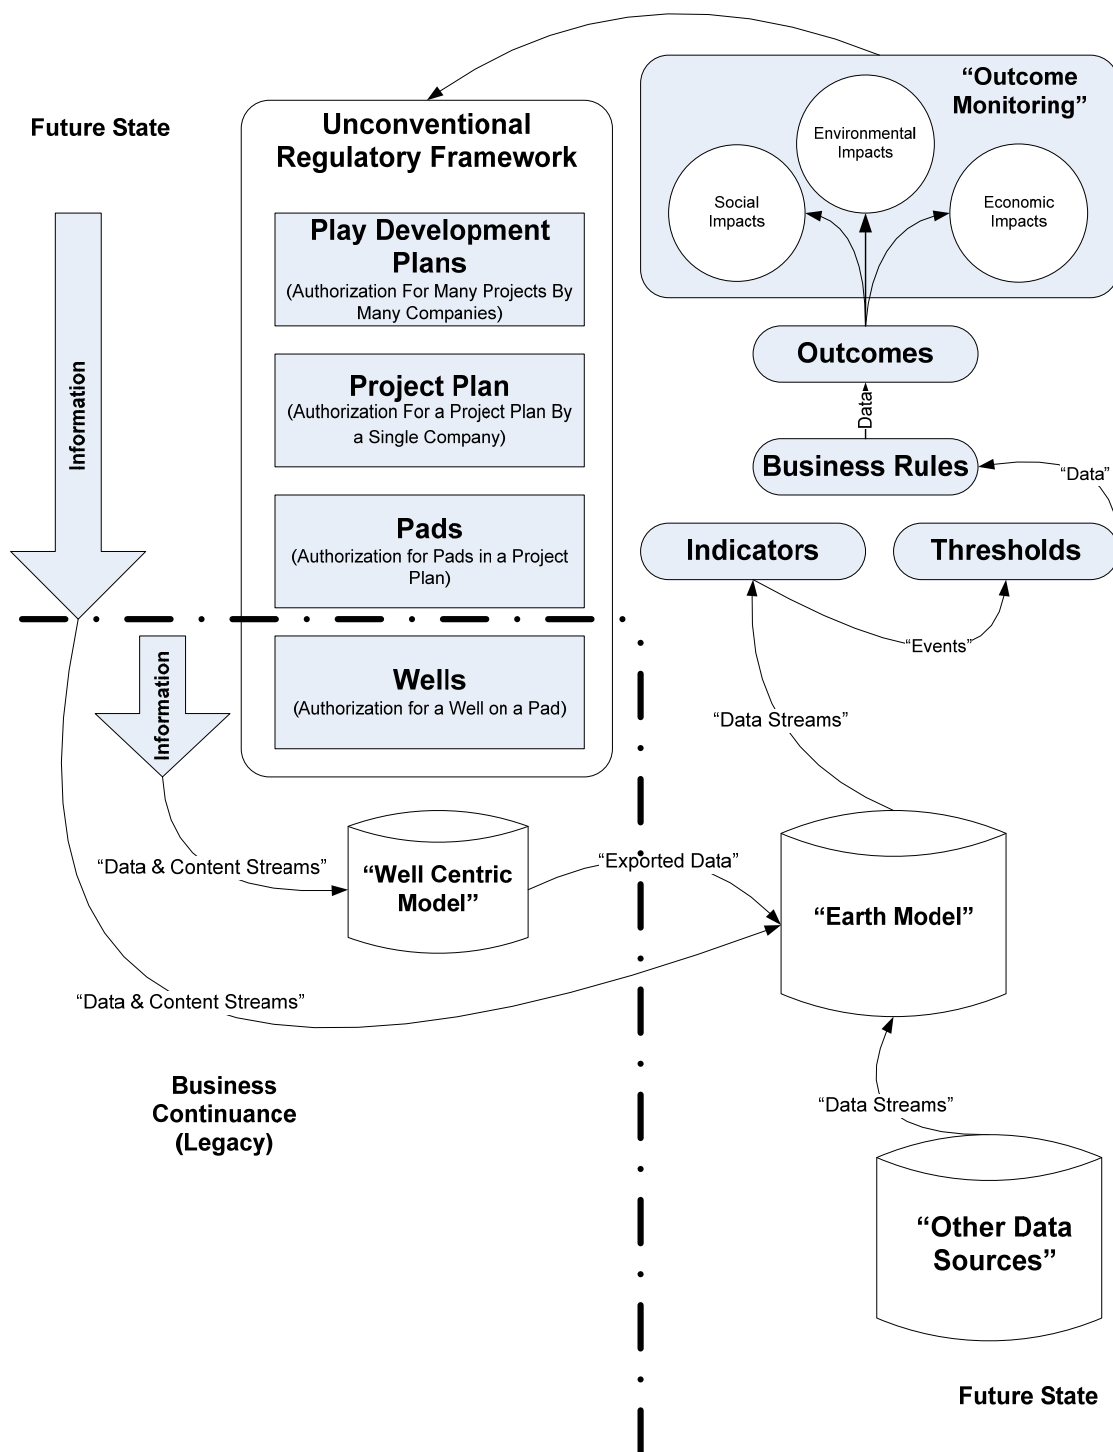 Future State
Unconventional
Regulatory Framework
Play Development
Plans
(Authorization For Many Projects By
Many Companies)
Project Plan
(Authorization For a Project Plan By
a Single Company)
Pads
(Authorization for Pads in a Project
Plan)
Wells
(Authorization for a Well on a Pad)
Information
Information
“Outcome
Monitoring”
Environmental
Impacts
Social
Impacts
Economic
Impacts
Outcomes
Data
Business Rules
“Data”
Indicators
Thresholds
“Events”
“Data Streams”
“Data & Content Streams”
“Well Centric
Model”
“Exported Data”
“Earth Model”
“Data & Content Streams”
Business
Continuance
(Legacy)
“Data Streams”
“Other Data
Sources”
Future State